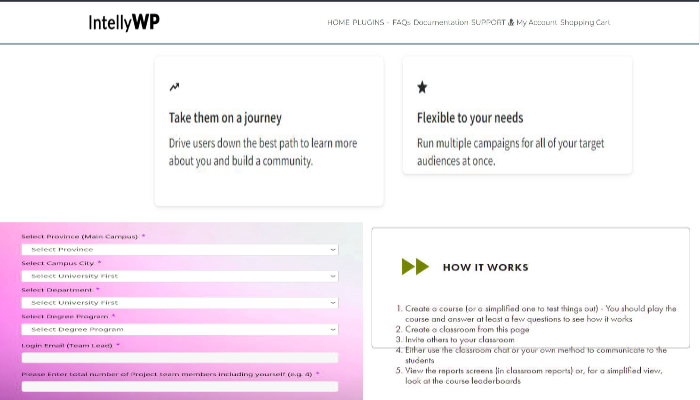 IntellyWP
HOME PLUGINS - FAQs Documentation SUPPORT My Account Shopping Cart
Take them on a journey
Drive users down the best path to learn more
about you and build a community.
Flexible to your needs
Run multiple campaigns for all of your target
audiences at once.
Select Province (Main Campus) *
Select Province
Select Campus City *
Select University First
Select Department *
Select University First
Select Degree Program *
Select Degree Program
Login Email (Team Lead) *
Please Enter total number of Project team members including yourself (e.g. 4) *
HOW IT WORKS
1. Create a course (or a simplified one to test things out) - You should play the
course and answer at least a few questions to see how it works
2. Create a classroom from this page
3. Invite others to your classroom
4. Either use the classroom chat or your own method to communicate to the
students
5. View the reports screens (in classroom reports) or, for a simplified view,
look at the course leaderboards